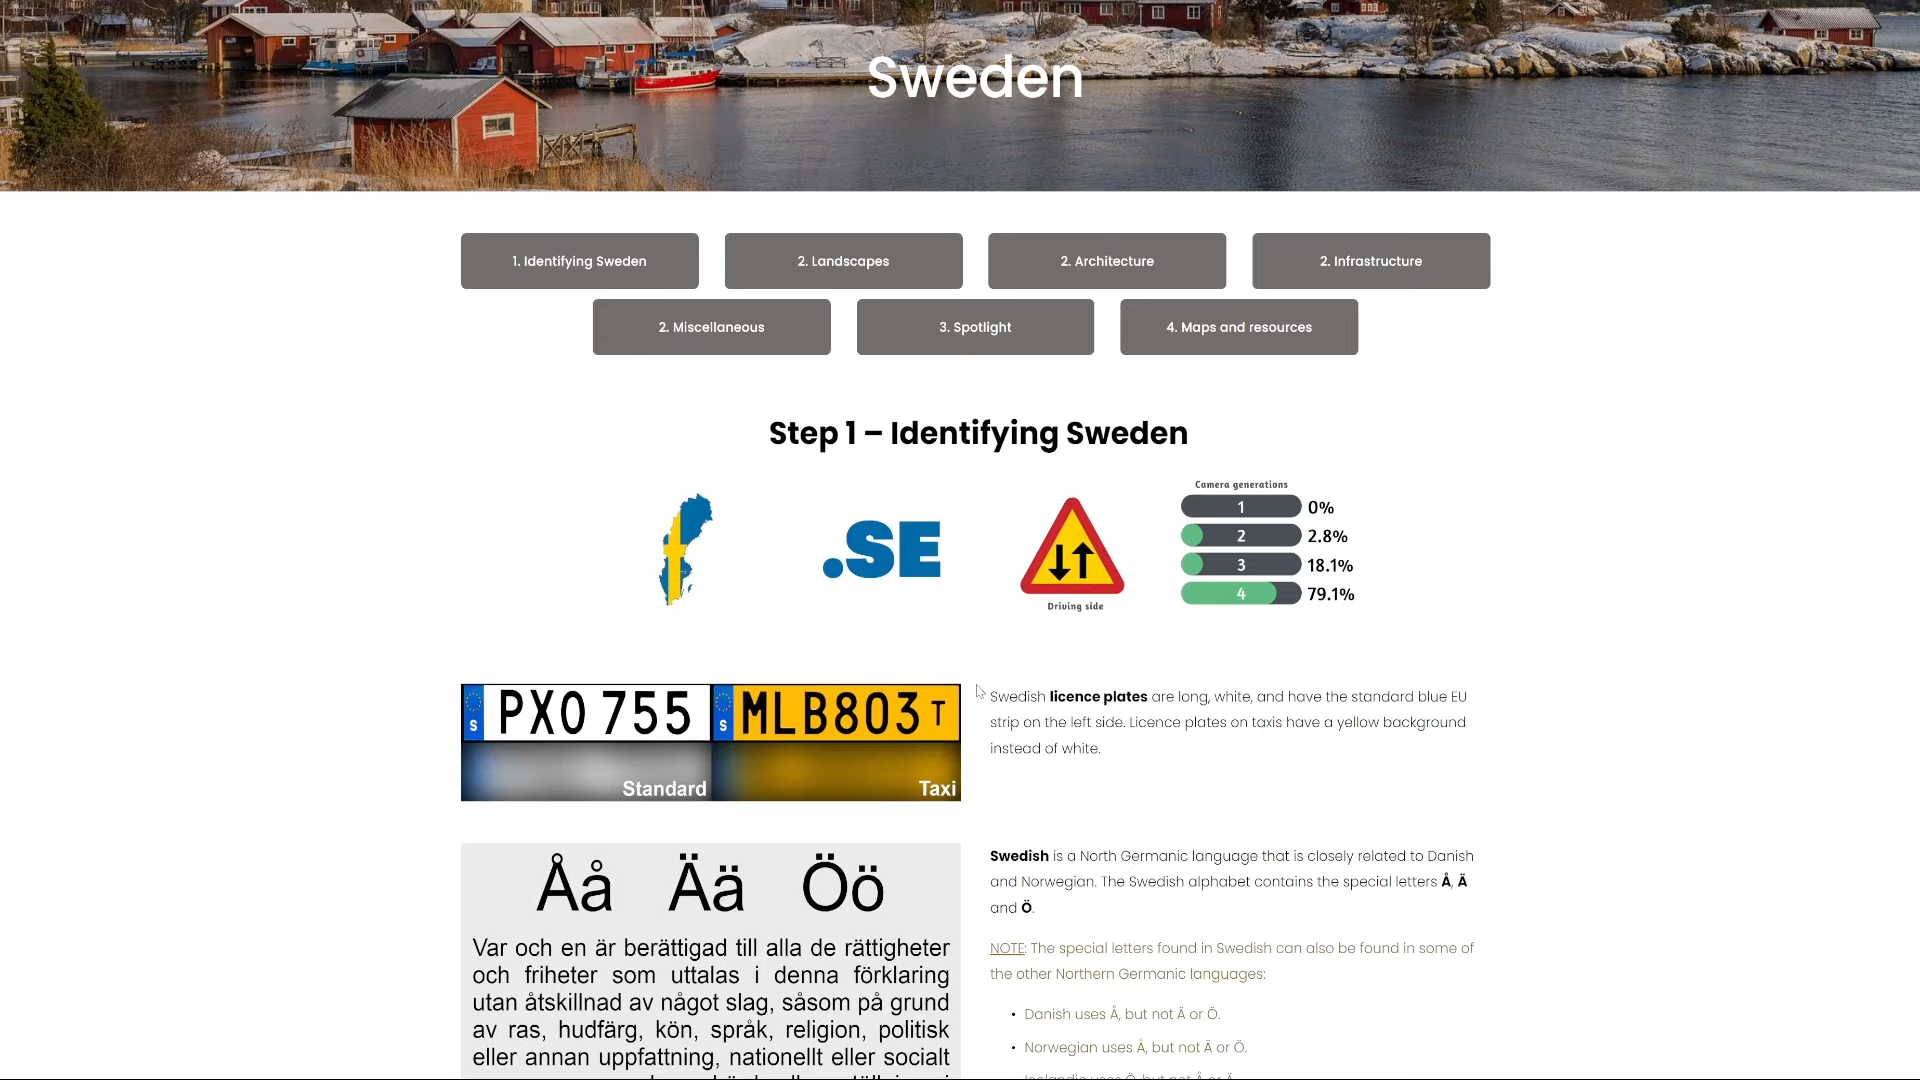 Sweden
1. Identifying Sweden
2. Landscapes
2. Architecture
2. Infrastructure
2. Miscellaneous
3. Spotlight
4. Maps and resources
Step 1 – Identifying Sweden
.SE
Driving side
Camera generations
1 0%
2 2.8%
3 18.1%
4 79.1%
S PXO 755
S MLB803 T
Standard
Taxi
Swedish licence plates are long, white, and have the standard blue EU
strip on the left side. Licence plates on taxis have a yellow background
instead of white.
Åå Ää Öö
Var och en är berättigad till alla de rättigheter
och friheter som uttalas i denna förklaring
utan åtskillnad av något slag, såsom på grund
av ras, hudfärg, kön, språk, religion, politisk
eller annan uppfattning, nationellt eller socialt
Swedish is a North Germanic language that is closely related to Danish
and Norwegian. The Swedish alphabet contains the special letters Å, Ä
and Ö.
NOTE: The special letters found in Swedish can also be found in some of
the other Northern Germanic languages:
• Danish uses Å, but not Ä or Ö.
• Norwegian uses Å, but not Ä or Ö.